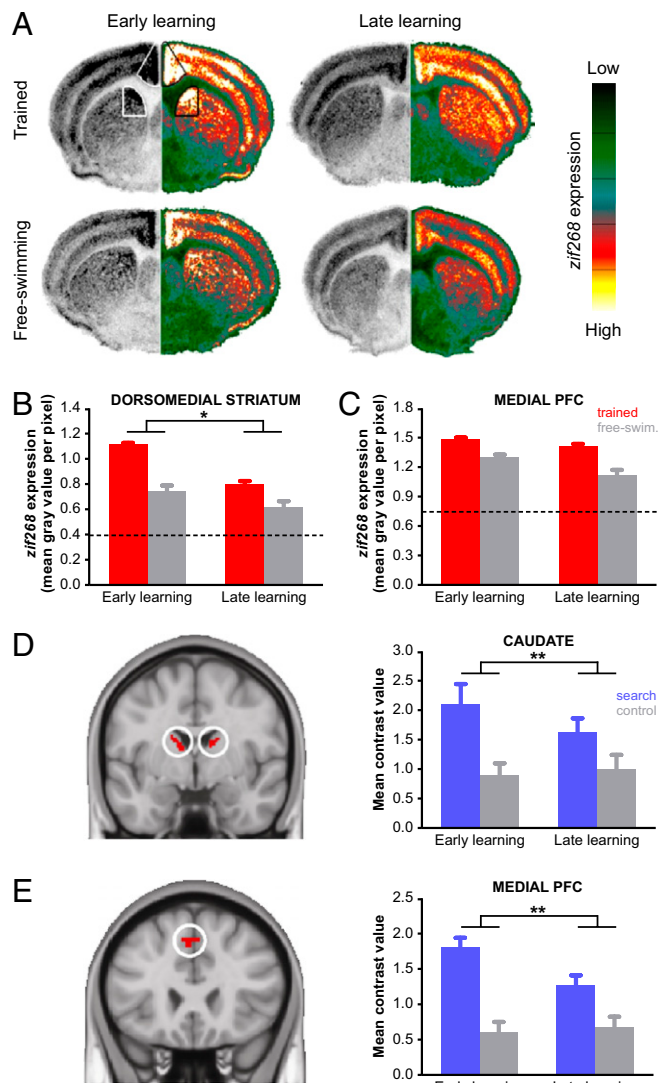 A
Early learning
Late learning
Trained
Free-swimming
Low
zif268 expression
High
B
DORSOMEDIAL STRIATUM
zif268 expression
(mean gray value per pixel)
1.4
1.2
1.0
0.8
0.6
0.4
0.2
0.0
*
Early learning
Late learning
C
MEDIAL PFC
trained
free-swim.
zif268 expression
(mean gray value per pixel)
1.8
1.5
1.2
0.9
0.6
0.3
0.0
Early learning
Late learning
D
CAUDATE
search
control
Mean contrast value
3.0
2.5
2.0
1.5
1.0
0.5
0.0
**
Early learning
Late learning
E
MEDIAL PFC
Mean contrast value
2.5
2.0
1.5
1.0
0.5
0.0
**